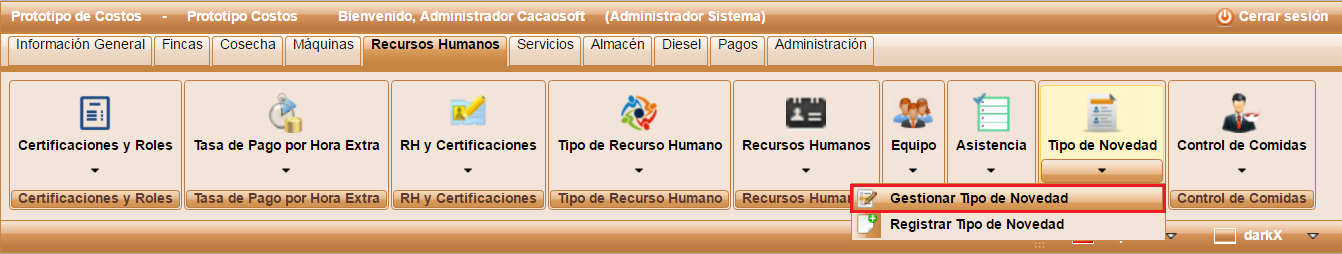 Prototipo de Costos - Prototipo Costos Bienvenido, Administrador Cacaosoft (Administrador Sistema) Cerrar sesión
Información General Fincas Cosecha Máquinas Recursos Humanos Servicios Almacén Diesel Pagos Administración
Certificaciones y Roles Tasa de Pago por Hora Extra RH y Certificaciones Tipo de Recurso Humano Recursos Humanos Equipo Asistencia Tipo de Novedad Control de Comidas
Certificaciones y Roles Tasa de Pago por Hora Extra RH y Certificaciones Tipo de Recurso Humano Recursos Human Gestionar Tipo de Novedad Control de Comidas
Registrar Tipo de Novedad
darkX